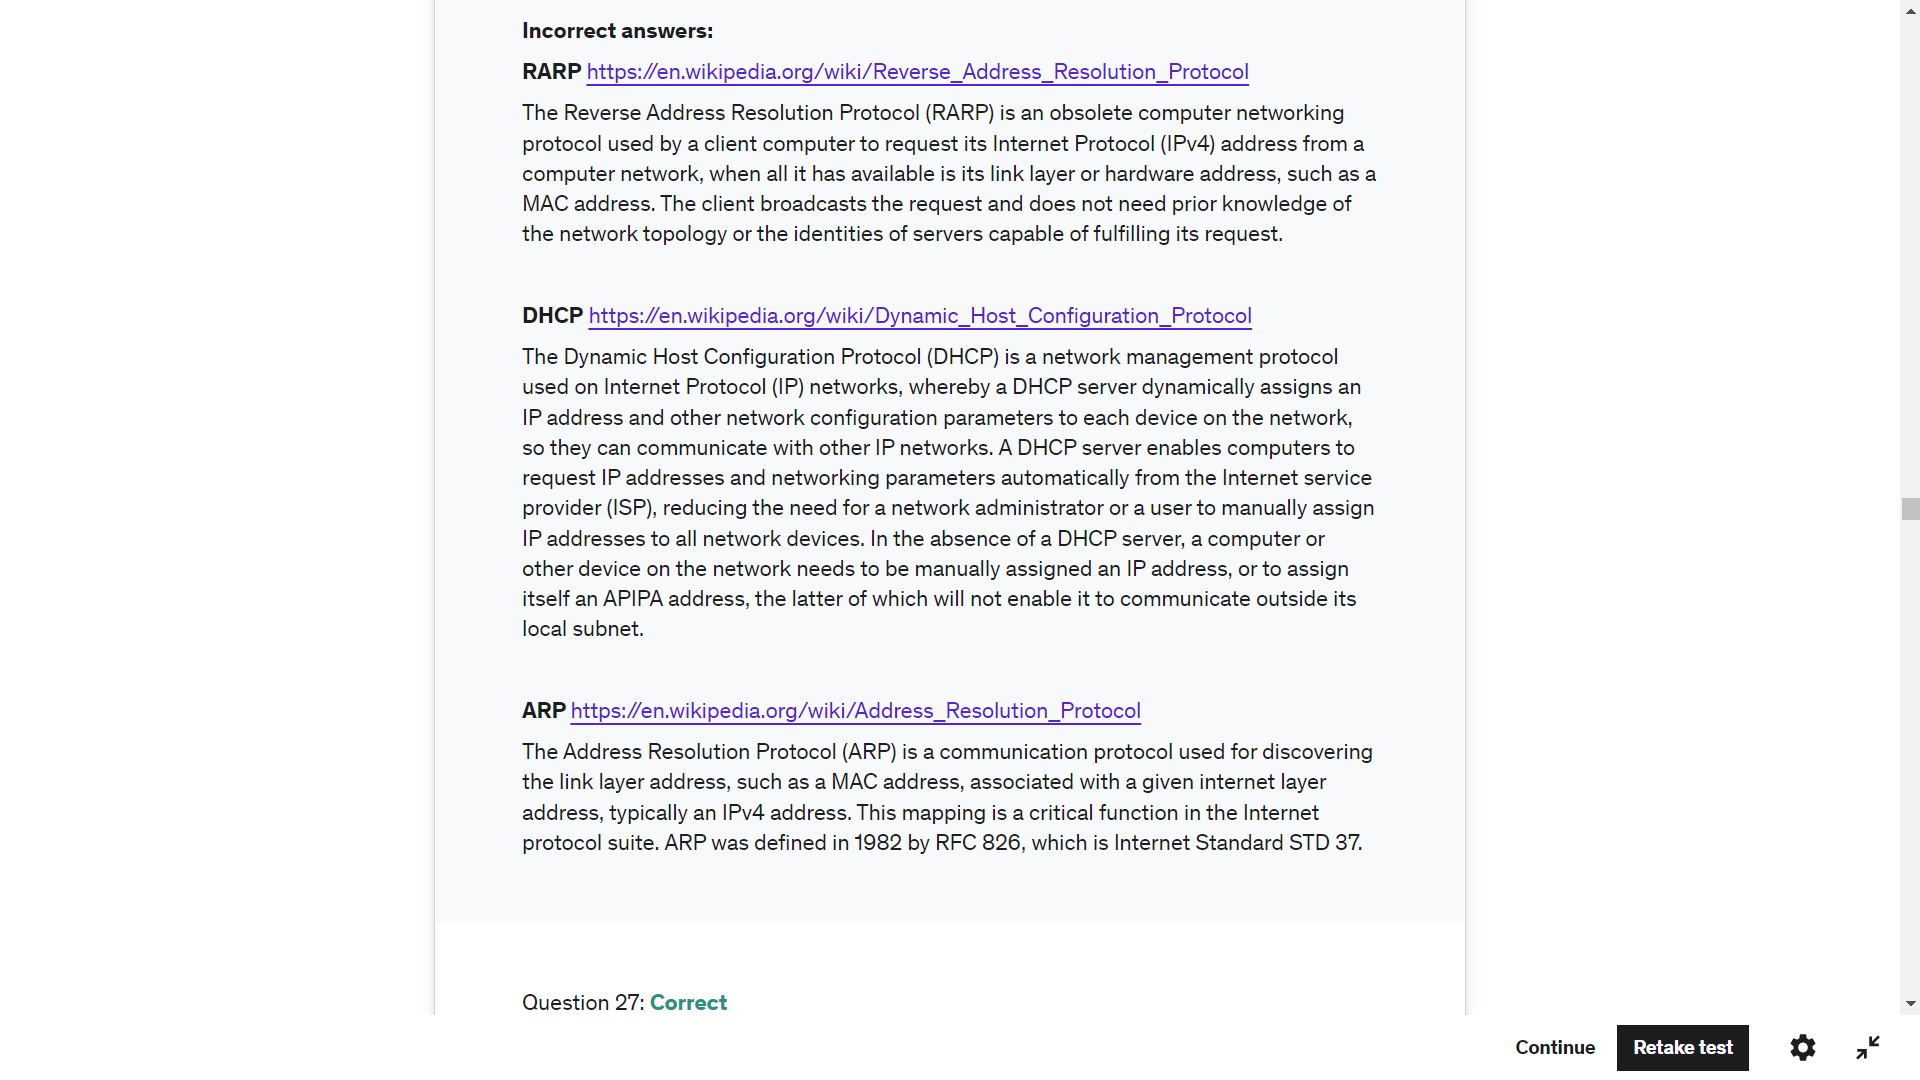 Incorrect answers:
RARP https://en.wikipedia.org/wiki/Reverse_Address_Resolution_Protocol
The Reverse Address Resolution Protocol (RARP) is an obsolete computer networking
protocol used by a client computer to request its Internet Protocol (IPv4) address from a
computer network, when all it has available is its link layer or hardware address, such as a
MAC address. The client broadcasts the request and does not need prior knowledge of
the network topology or the identities of servers capable of fulfilling its request.
DHCP https://en.wikipedia.org/wiki/Dynamic_Host_Configuration_Protocol
The Dynamic Host Configuration Protocol (DHCP) is a network management protocol
used on Internet Protocol (IP) networks, whereby a DHCP server dynamically assigns an
IP address and other network configuration parameters to each device on the network,
so they can communicate with other IP networks. A DHCP server enables computers to
request IP addresses and networking parameters automatically from the Internet service
provider (ISP), reducing the need for a network administrator or a user to manually assign
IP addresses to all network devices. In the absence of a DHCP server, a computer or
other device on the network needs to be manually assigned an IP address, or to assign
itself an APIPA address, the latter of which will not enable it to communicate outside its
local subnet.
ARP https://en.wikipedia.org/wiki/Address_Resolution_Protocol
The Address Resolution Protocol (ARP) is a communication protocol used for discovering
the link layer address, such as a MAC address, associated with a given internet layer
address, typically an IPv4 address. This mapping is a critical function in the Internet
protocol suite. ARP was defined in 1982 by RFC 826, which is Internet Standard STD 37.
Question 27: Correct
Continue
Retake test